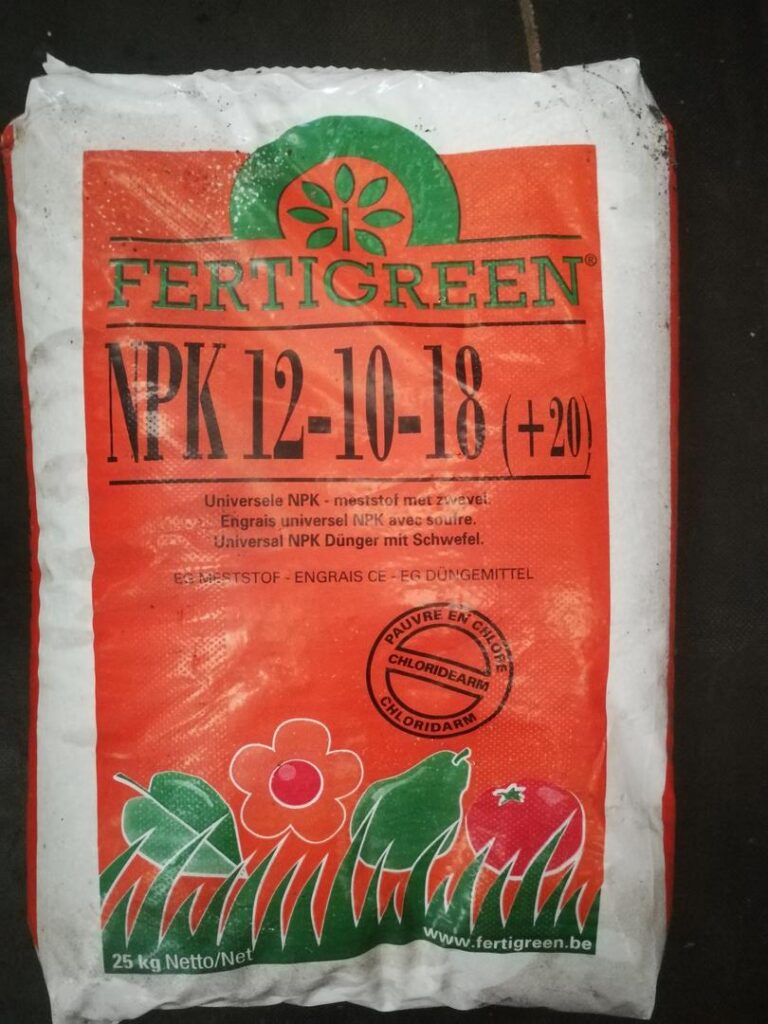 FERTIGREEN®
NPK 12-10-18 (+20)
Universele NPK - meststof met zwavel.
Engrais universel NPK avec soufre.
Universal NPK Dünger mit Schwefel.
EG MESTSTOF - ENGRAIS CE - EG DÜNGEMITTEL
PAUVRE EN CHLORE
CHLORIDEARM
CHLORIDARM
www.fertigreen.be
25 kg Netto/Net